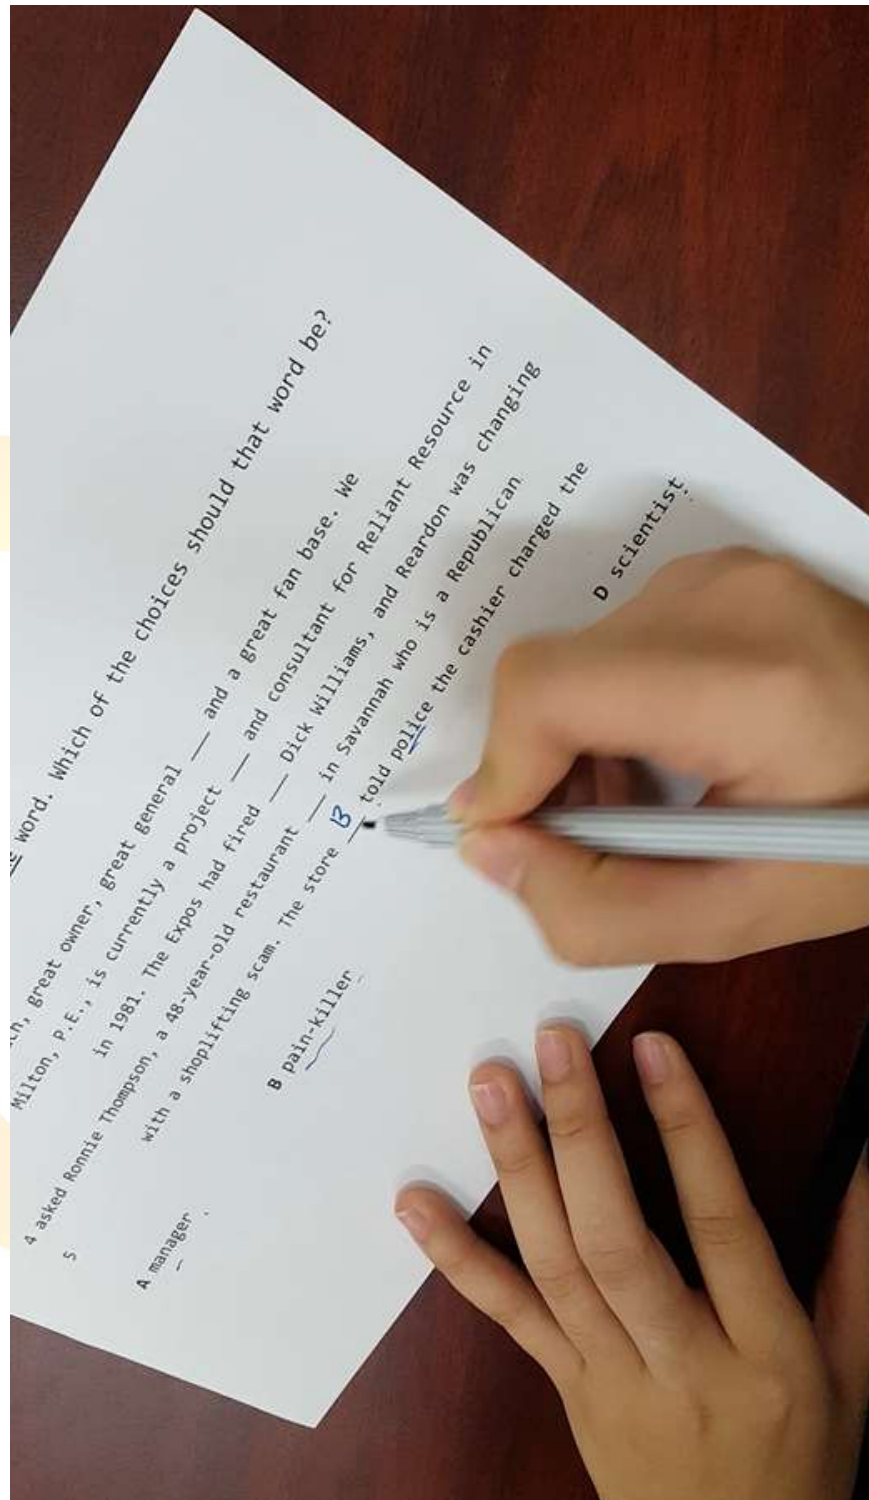 word. Which of the choices should that word be?
great owner, great general ___ and a great fan base. We
Milton, P.E., is currently a project ___ and consultant for Reliant Resource in
in 1981. The Expos had fired ___ Dick Williams, and Reardon was changing
4 asked Ronnie Thompson, a 48-year-old restaurant ___ in Savannah who is a Republican
5 with a shoplifting scam. The store B told police the cashier charged the
A manager B pain-killer D scientist